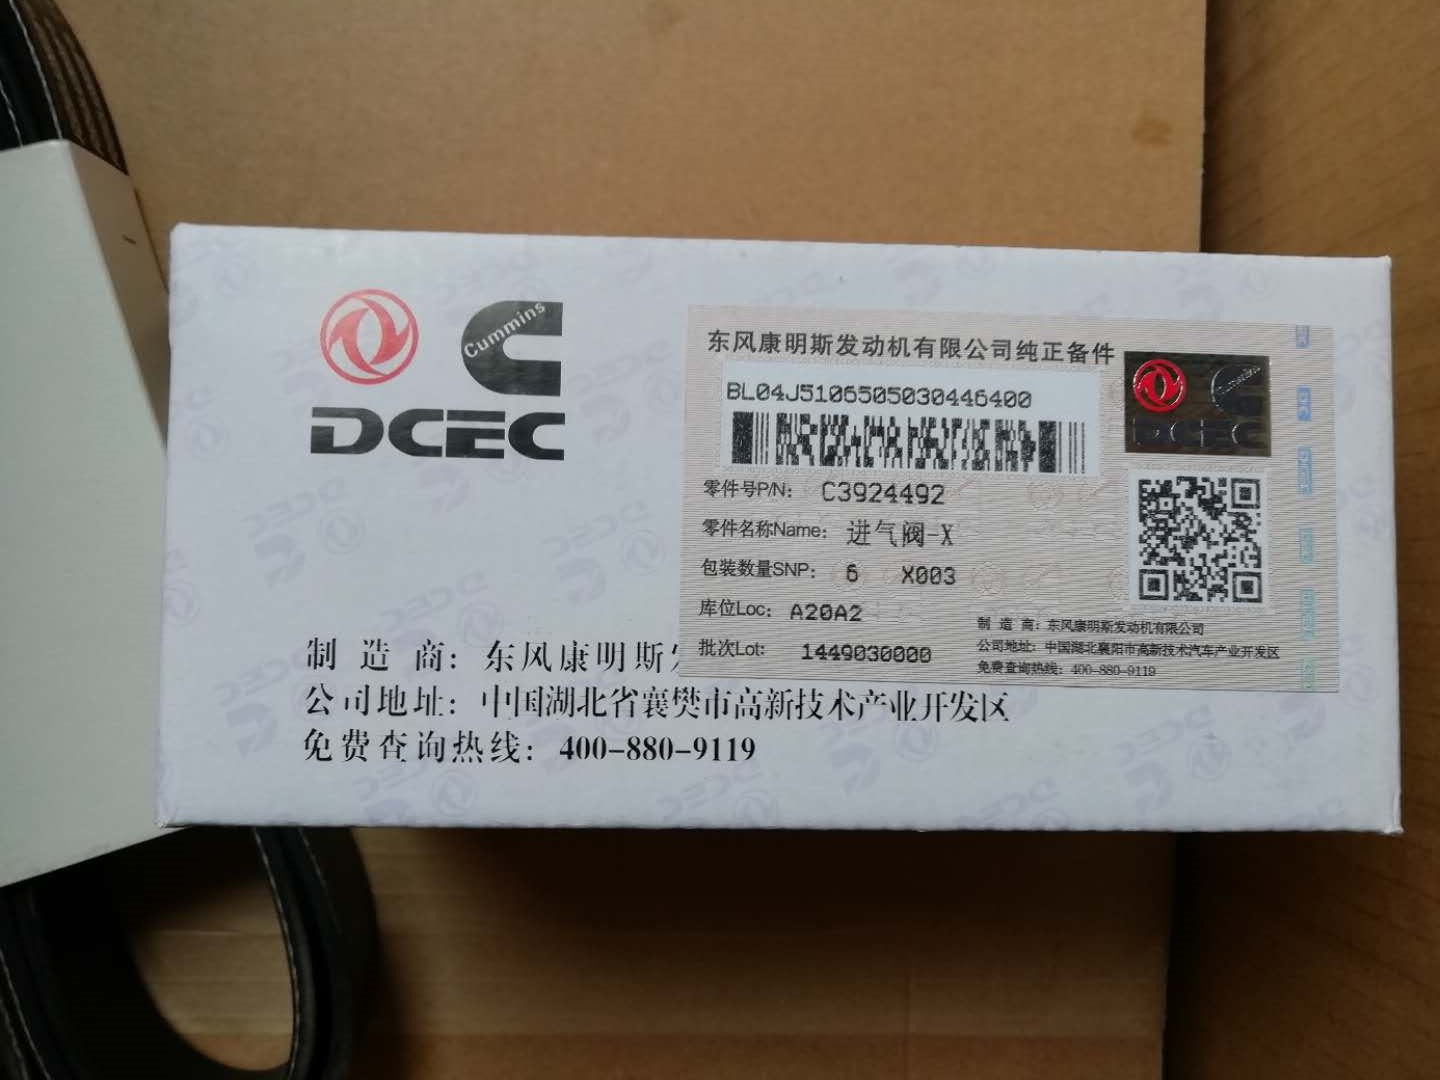 Cummins
DCEC
东风康明斯发动机有限公司纯正备件
BL04J5106505030446400
零件号P/N: C3924492
零件名称Name: 进气阀-X
包装数量SNP: 6 X003
库位Loc: A20A2
批次Lot: 1449030000
制 造 商: 东风康明斯发动机有限公司
公司地址: 中国湖北襄阳市高新技术汽车产业开发区
免费查询热线: 400-880-9119
Cummins
DCEC
制 造 商: 东风康明斯
公司地址: 中国湖北省襄樊市高新技术产业开发区
免费查询热线: 400-880-9119